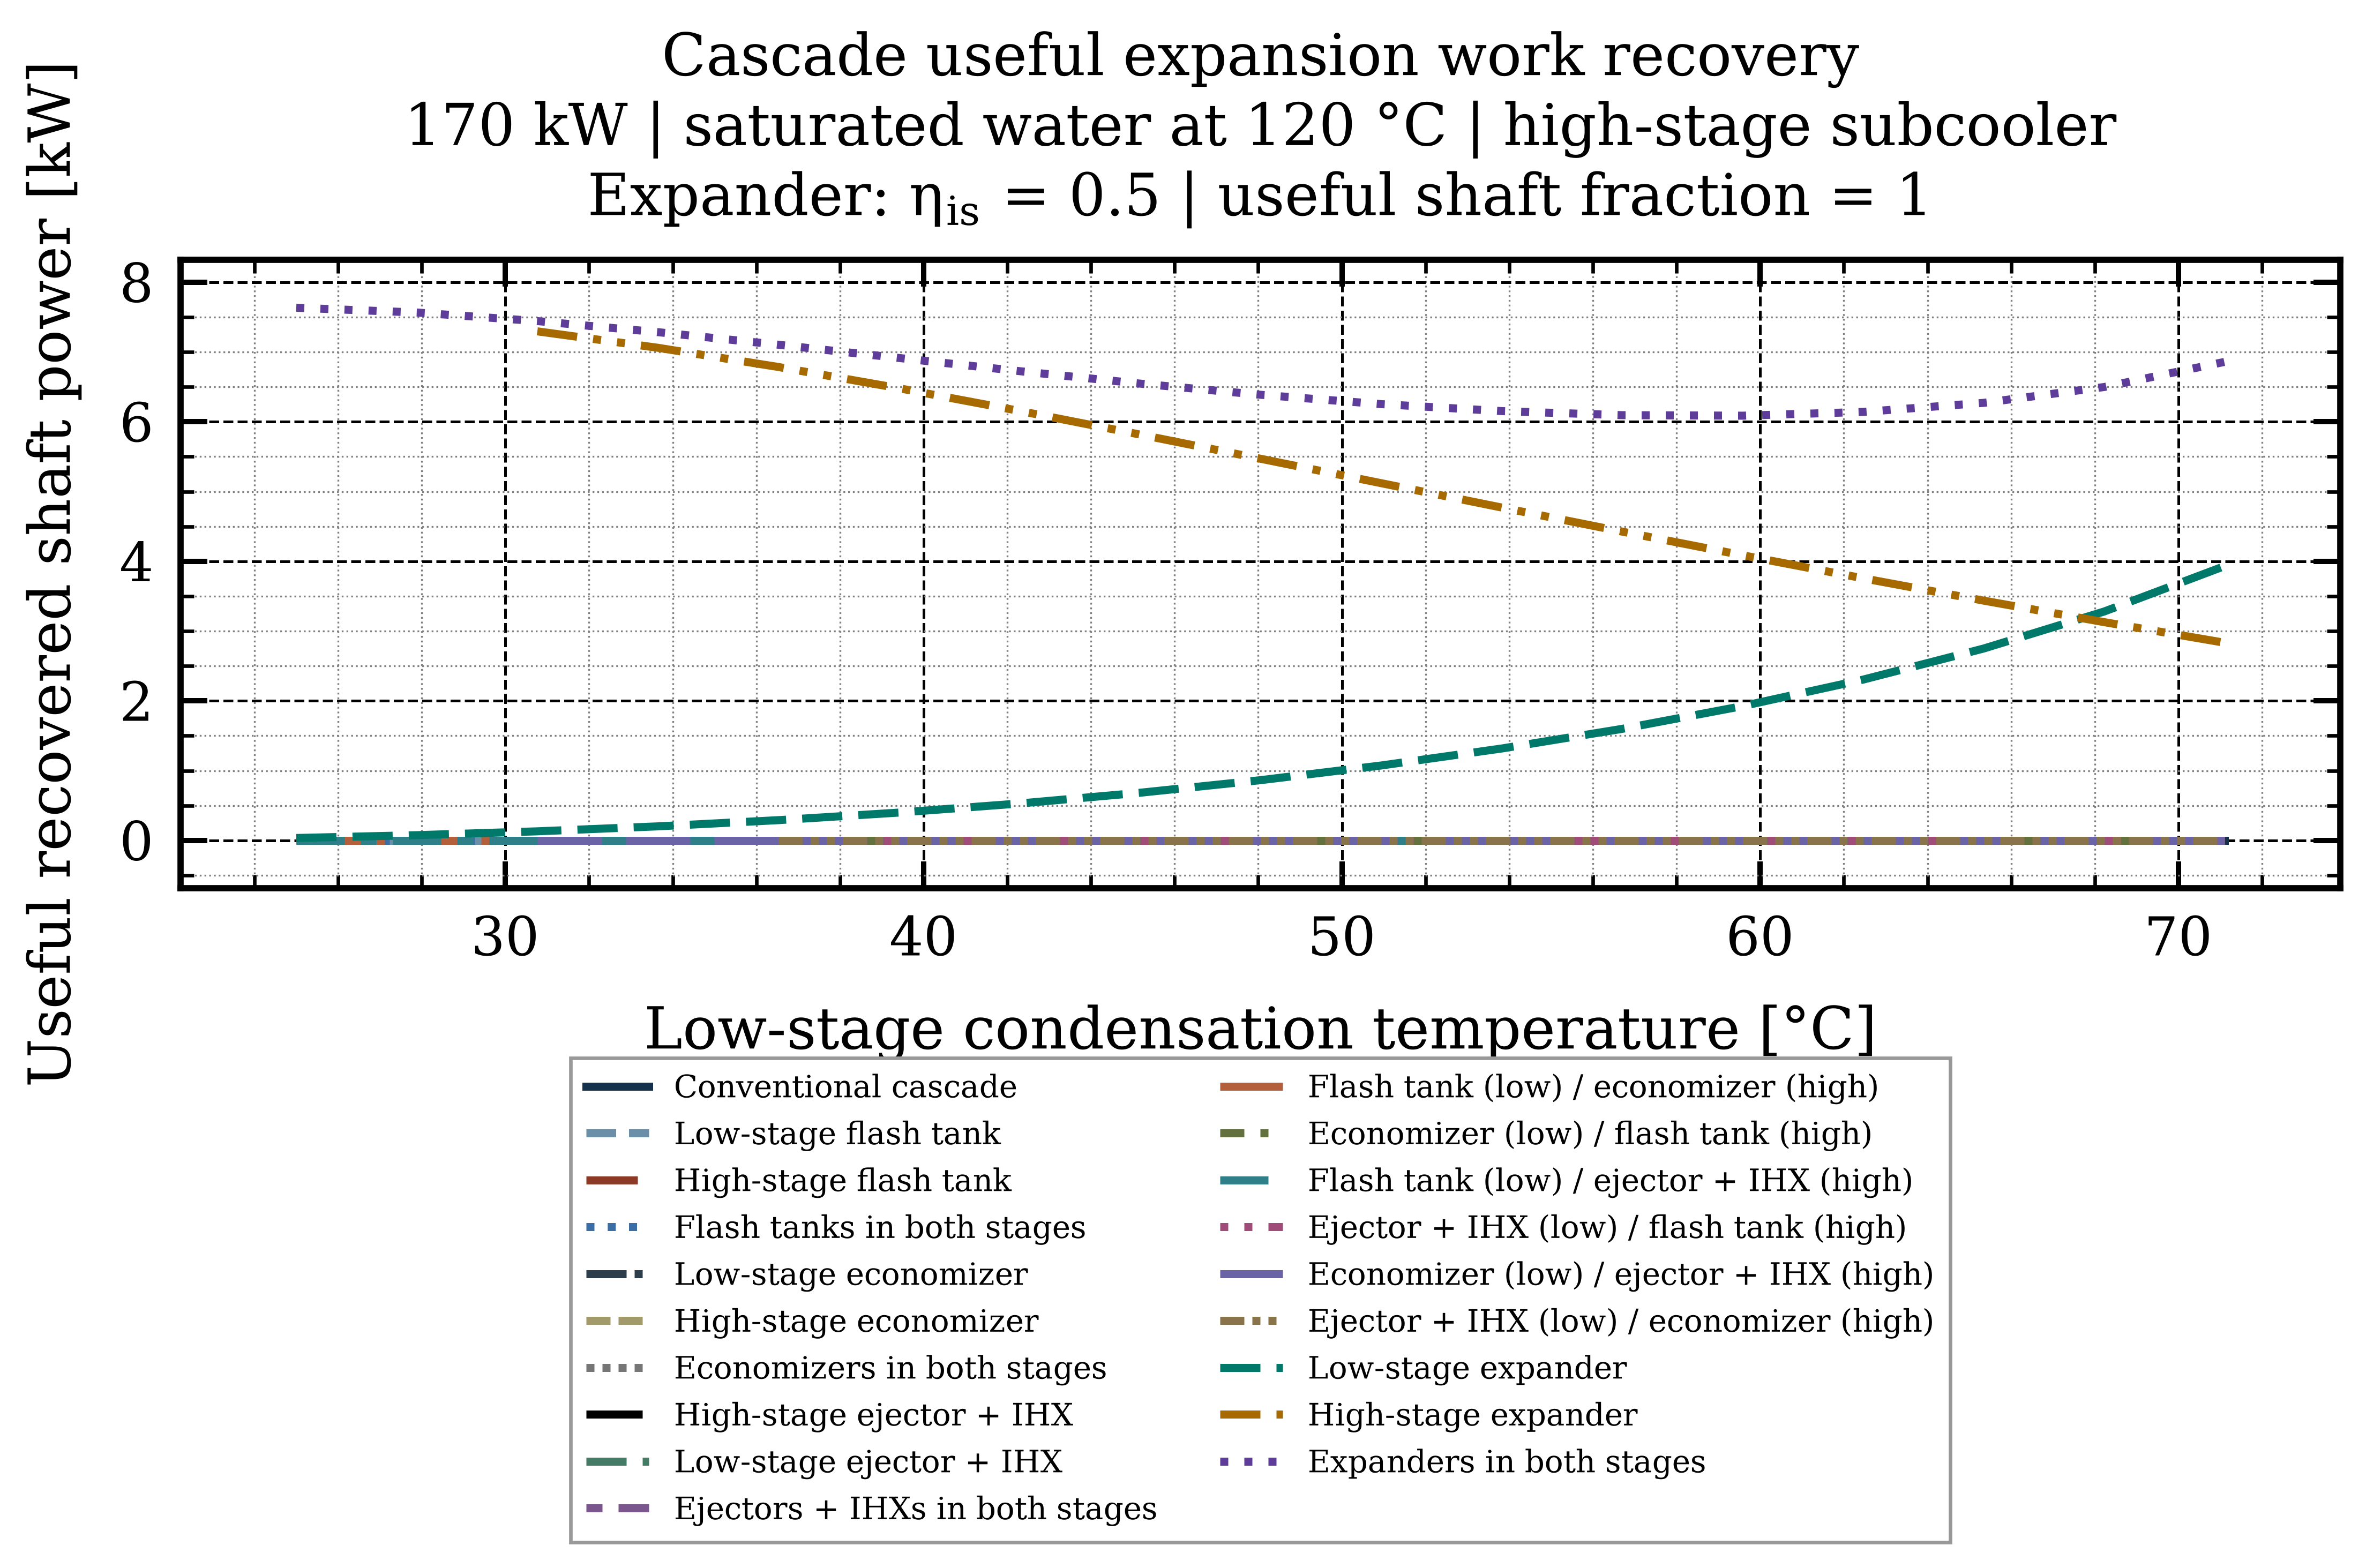 Cascade useful expansion work recovery
170 kW | saturated water at 120 °C | high-stage subcooler
Expander: ηis = 0.5 | useful shaft fraction = 1
Useful recovered shaft power [kW]
8
6
4
2
0
30 40 50 60 70
Low-stage condensation temperature [°C]
Conventional cascade
Low-stage flash tank
High-stage flash tank
Flash tanks in both stages
Low-stage economizer
High-stage economizer
Economizers in both stages
High-stage ejector + IHX
Low-stage ejector + IHX
Ejectors + IHXs in both stages
Flash tank (low) / economizer (high)
Economizer (low) / flash tank (high)
Flash tank (low) / ejector + IHX (high)
Ejector + IHX (low) / flash tank (high)
Economizer (low) / ejector + IHX (high)
Ejector + IHX (low) / economizer (high)
Low-stage expander
High-stage expander
Expanders in both stages